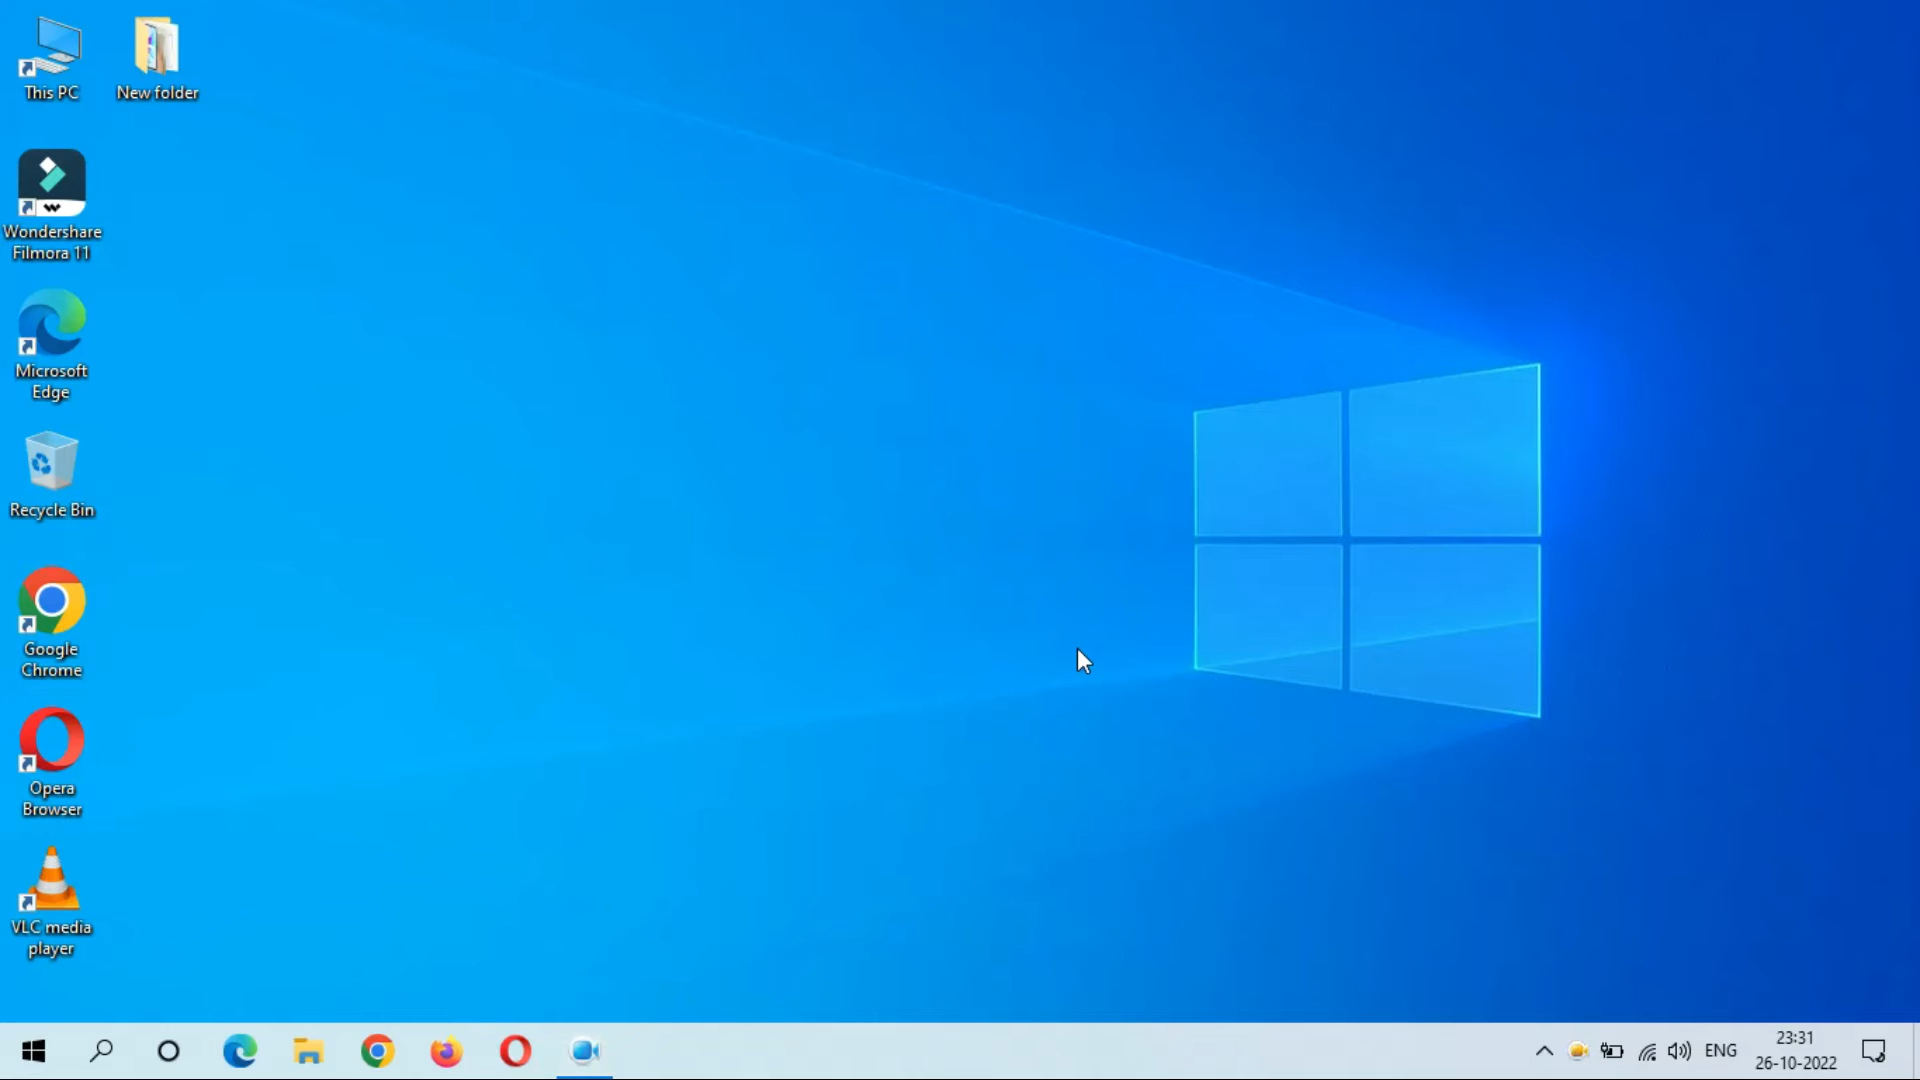 This PC
New folder
Wondershare
Filmora 11
Microsoft
Edge
Recycle Bin
Google
Chrome
Opera
Browser
VLC media
player
ENG
23:31
26-10-2022